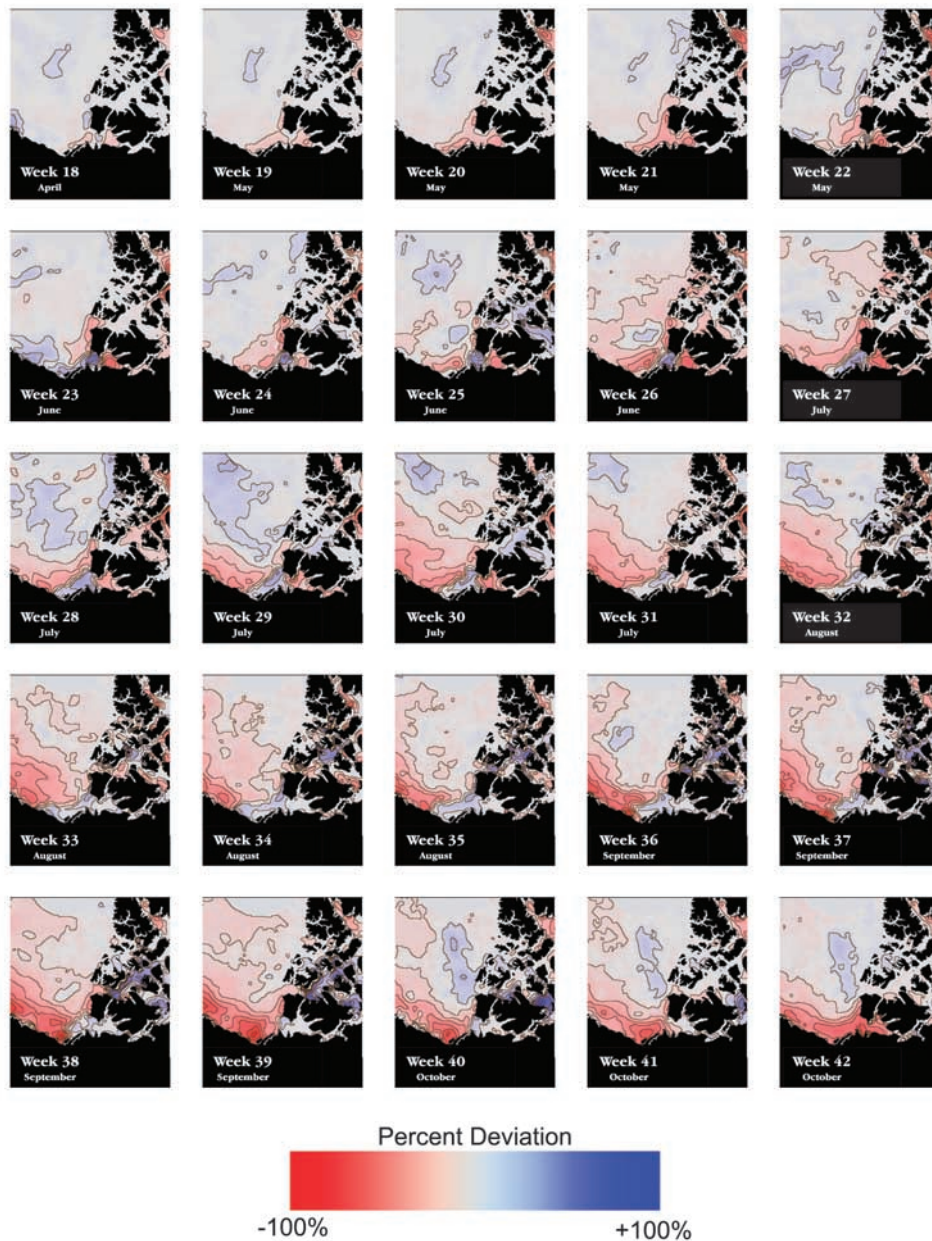 Week 18
April
Week 19
May
Week 20
May
Week 21
May
Week 22
May
Week 23
June
Week 24
June
Week 25
June
Week 26
June
Week 27
July
Week 28
July
Week 29
July
Week 30
July
Week 31
July
Week 32
August
Week 33
August
Week 34
August
Week 35
August
Week 36
September
Week 37
September
Week 38
September
Week 39
September
Week 40
October
Week 41
October
Week 42
October
Percent Deviation
-100%
+100%